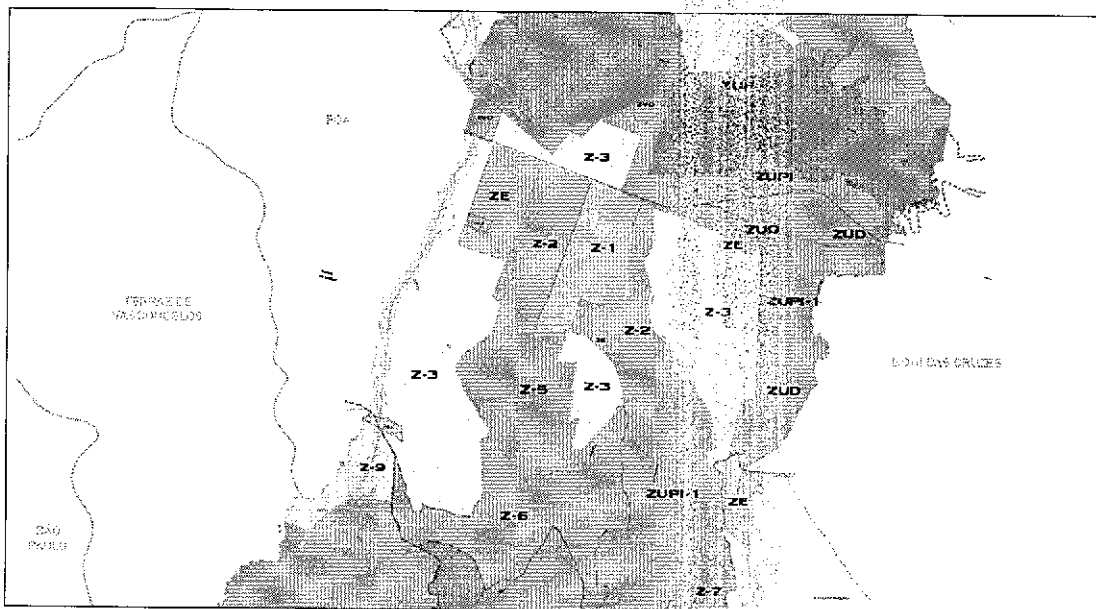 POA
Z-3
ZUPI
ZE
ZUD
ZUD
Z-2
Z-1
ZE
ZUPI-1
Z-3
Z-2
FERRAZ DE
VASCONCELOS
Z-3
Z-5
Z-3
ZUD
MOGI DAS CRUZES
Z-9
ZUPI-1
ZE
Z-6
SÃO
PAULO
Z-7